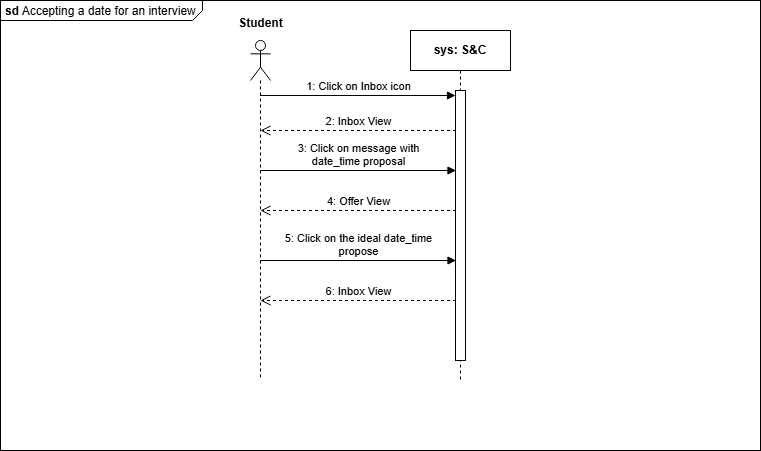 sd Accepting a date for an interview
Student
sys: S&C
1: Click on Inbox icon
2: Inbox View
3: Click on message with
date_time proposal
4: Offer View
5: Click on the ideal date_time
propose
6: Inbox View